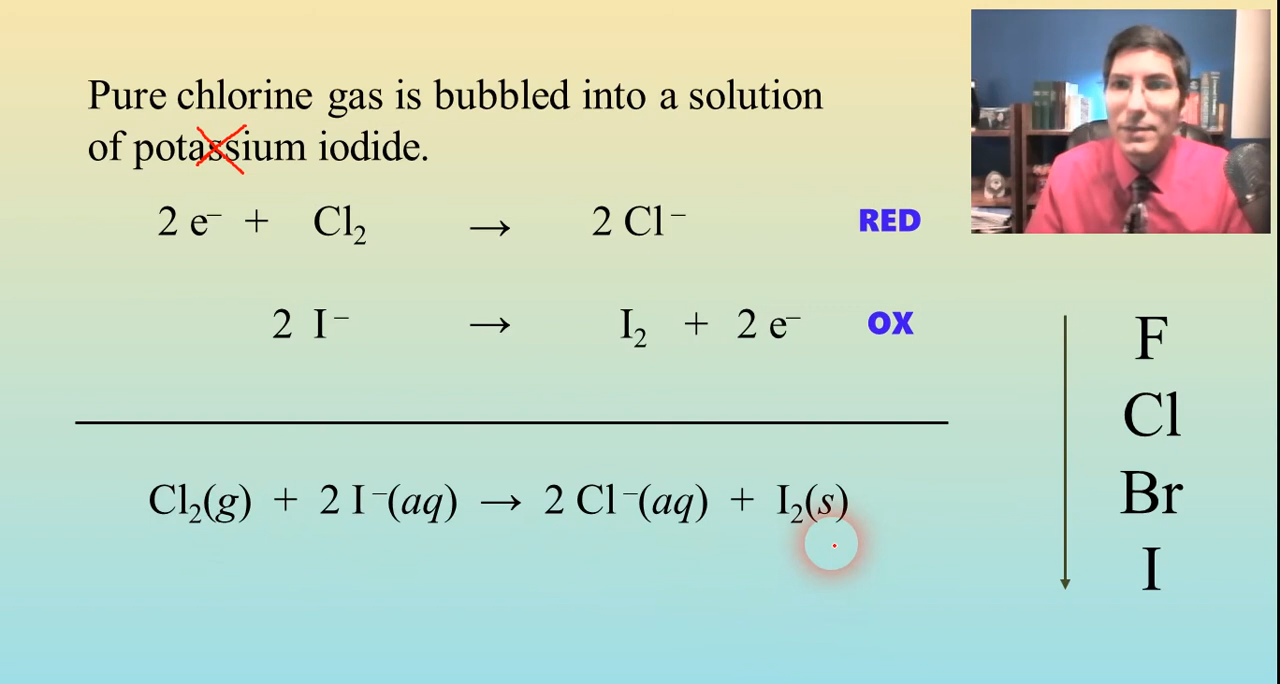 Pure chlorine gas is bubbled into a solution
of potassium iodide.
2 e⁻ + Cl₂ → 2 Cl⁻ RED
2 I⁻ → I₂ + 2 e⁻ OX
Cl₂(g) + 2 I⁻(aq) → 2 Cl⁻(aq) + I₂(s)
F
Cl
Br
I